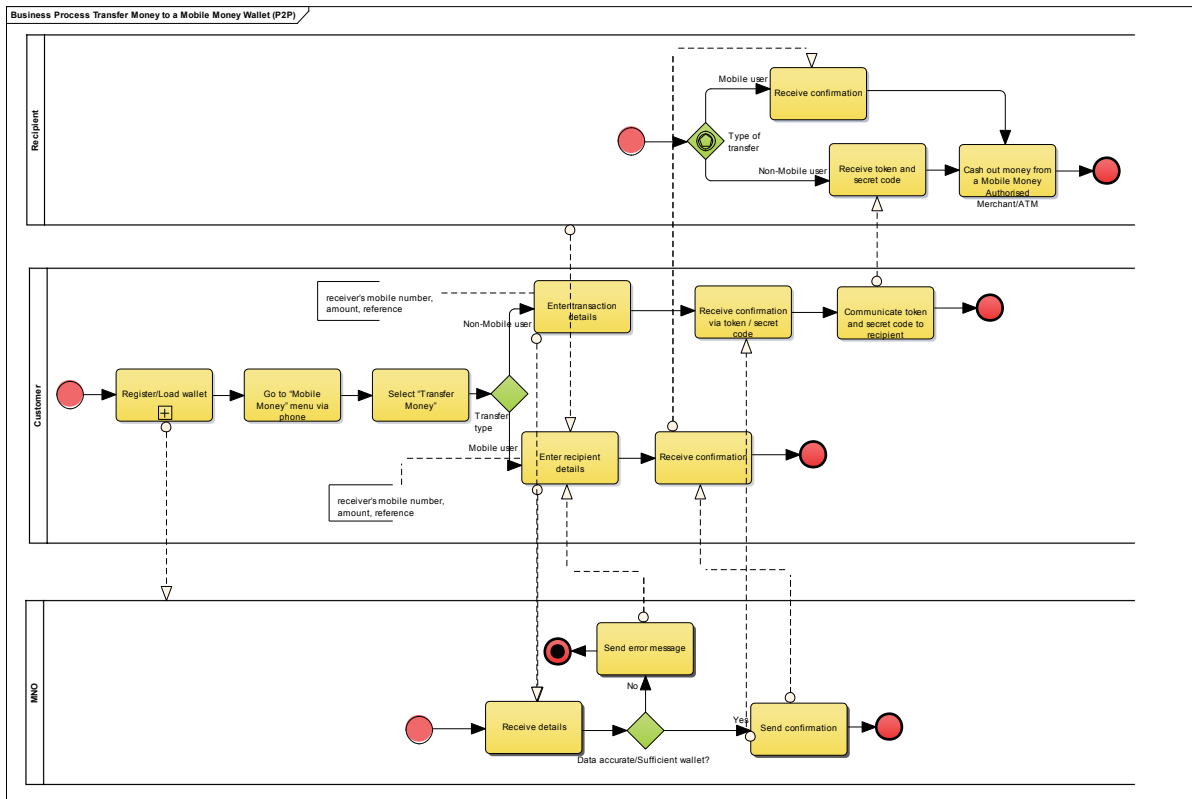 Business Process Transfer Money to a Mobile Money Wallet (P2P)
Recipient
Mobile user
Receive confirmation
Type of
transfer
Non-Mobile user
Receive token and
secret code
Cash out money from
a Mobile Money
Authorised
Merchant/ATM
Customer
receiver's mobile number,
amount, reference
Non-Mobile user
Enter transaction
details
Receive confirmation
via token / secret
code
Communicate token
and secret code to
recipient
Register/Load wallet
Go to "Mobile
Money" menu via
phone
Select "Transfer
Money"
Transfer
type
Mobile user
Enter recipient
details
Receive confirmation
receiver's mobile number,
amount, reference
MNO
Send error message
No
Receive details
Yes
Send confirmation
Data accurate/Sufficient wallet?